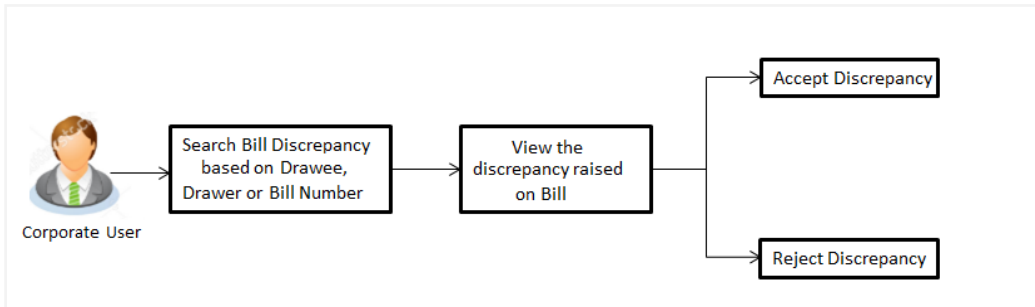 Accept Discrepancy
Search Bill Discrepancy
based on Drawee,
Drawer or Bill Number
View the
discrepancy raised
on Bill
Corporate User
Reject Discrepancy